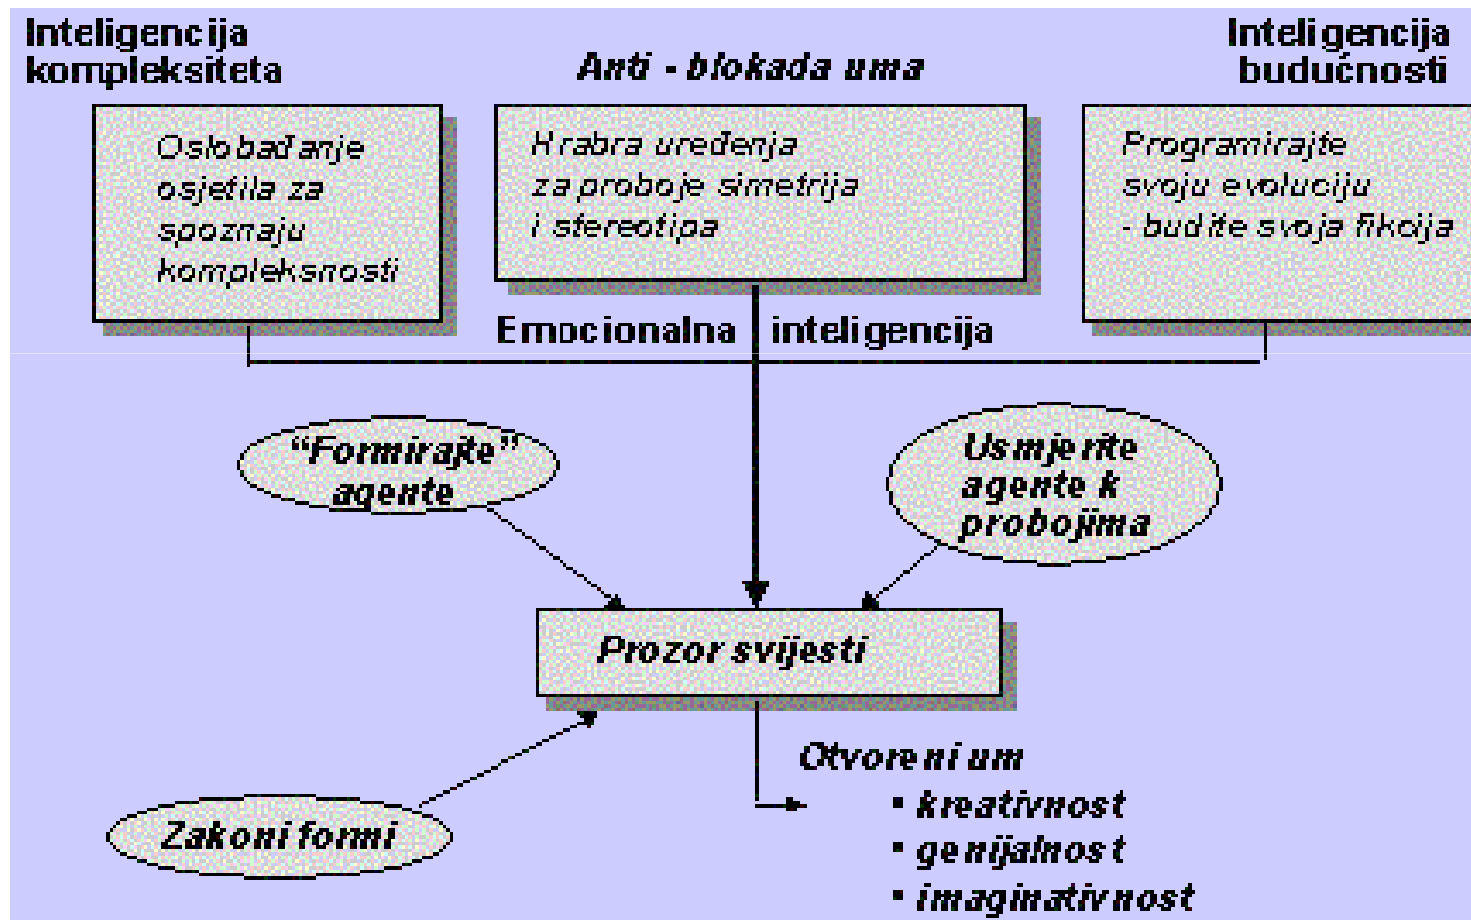 Inteligencija
kompleksiteta
Anti - blokada uma
Inteligencija
budućnosti
Oslobađanje
osjetila za
spoznaju
kompleksnosti
Hrabra uređenja
za proboje simetrija
i stereotipa
Programirajte
svoju evoluciju
- budite svoja fikcija
Emocionalna inteligencija
“Formirajte”
agente
Usmjerite
agente k
probojima
Prozor svijesti
Zakoni formi
Otvoreni um
▪ kreativnost
▪ genijalnost
▪ imaginativnost